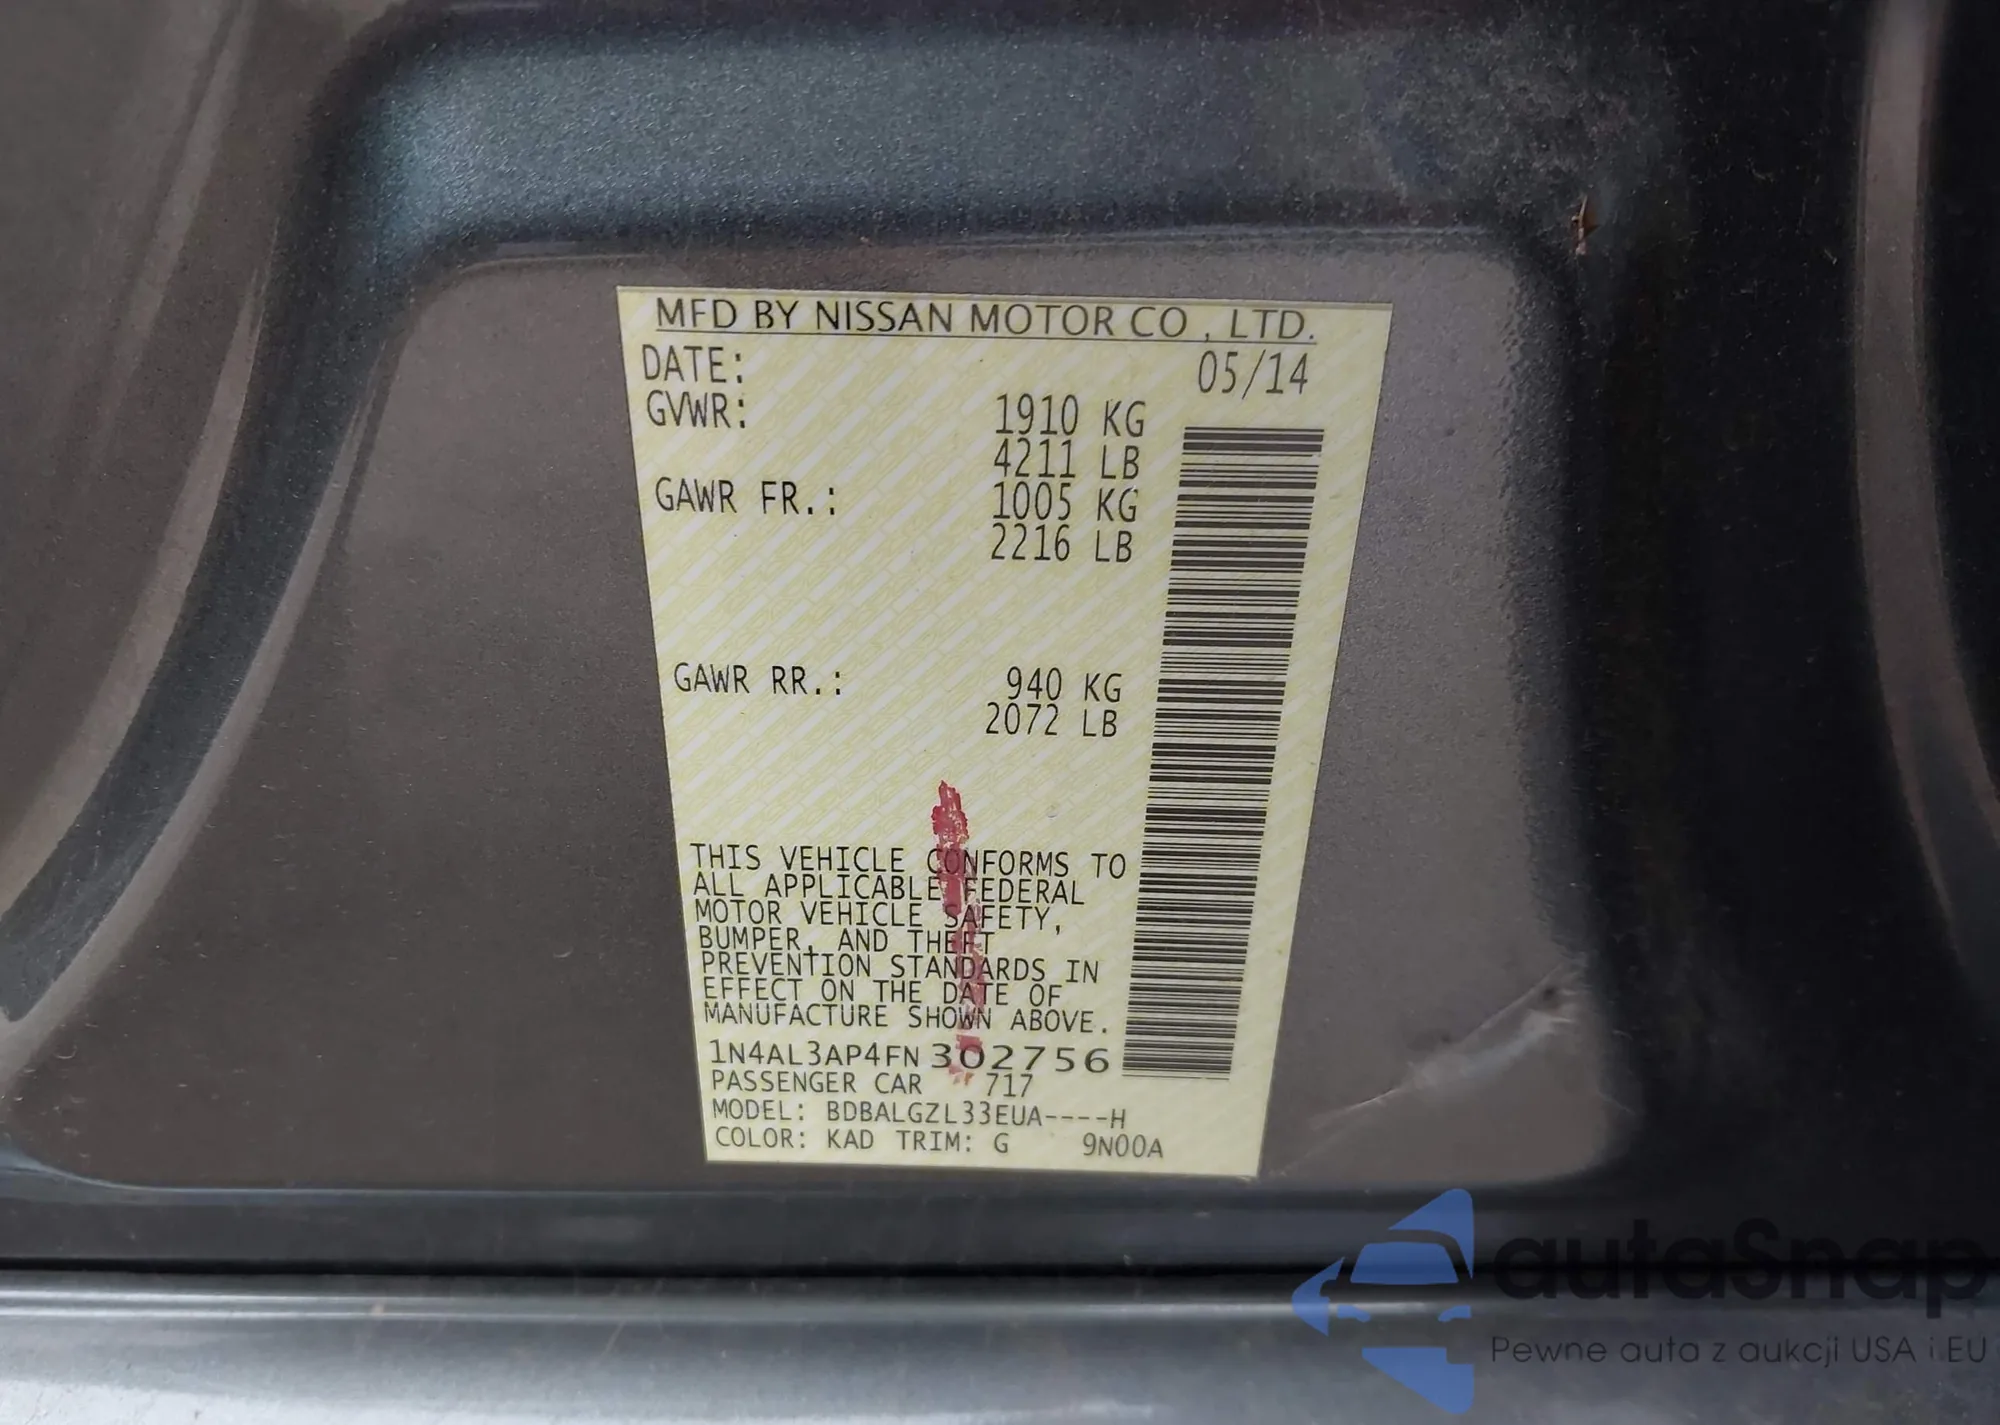 MFD BY NISSAN MOTOR CO., LTD.
DATE: 05/14
GVWR: 1910 KG
4211 LB
GAWR FR.: 1005 KG
2216 LB
GAWR RR.: 940 KG
2072 LB
THIS VEHICLE CONFORMS TO
ALL APPLICABLE FEDERAL
MOTOR VEHICLE SAFETY,
BUMPER, AND THEFT
PREVENTION STANDARDS IN
EFFECT ON THE DATE OF
MANUFACTURE SHOWN ABOVE.
1N4AL3AP4FN302756
PASSENGER CAR 717
MODEL: BDBALGZL33EUA----H
COLOR: KAD TRIM: G 9N00A
autaSnap
Pewne auta z aukcji USA i EU